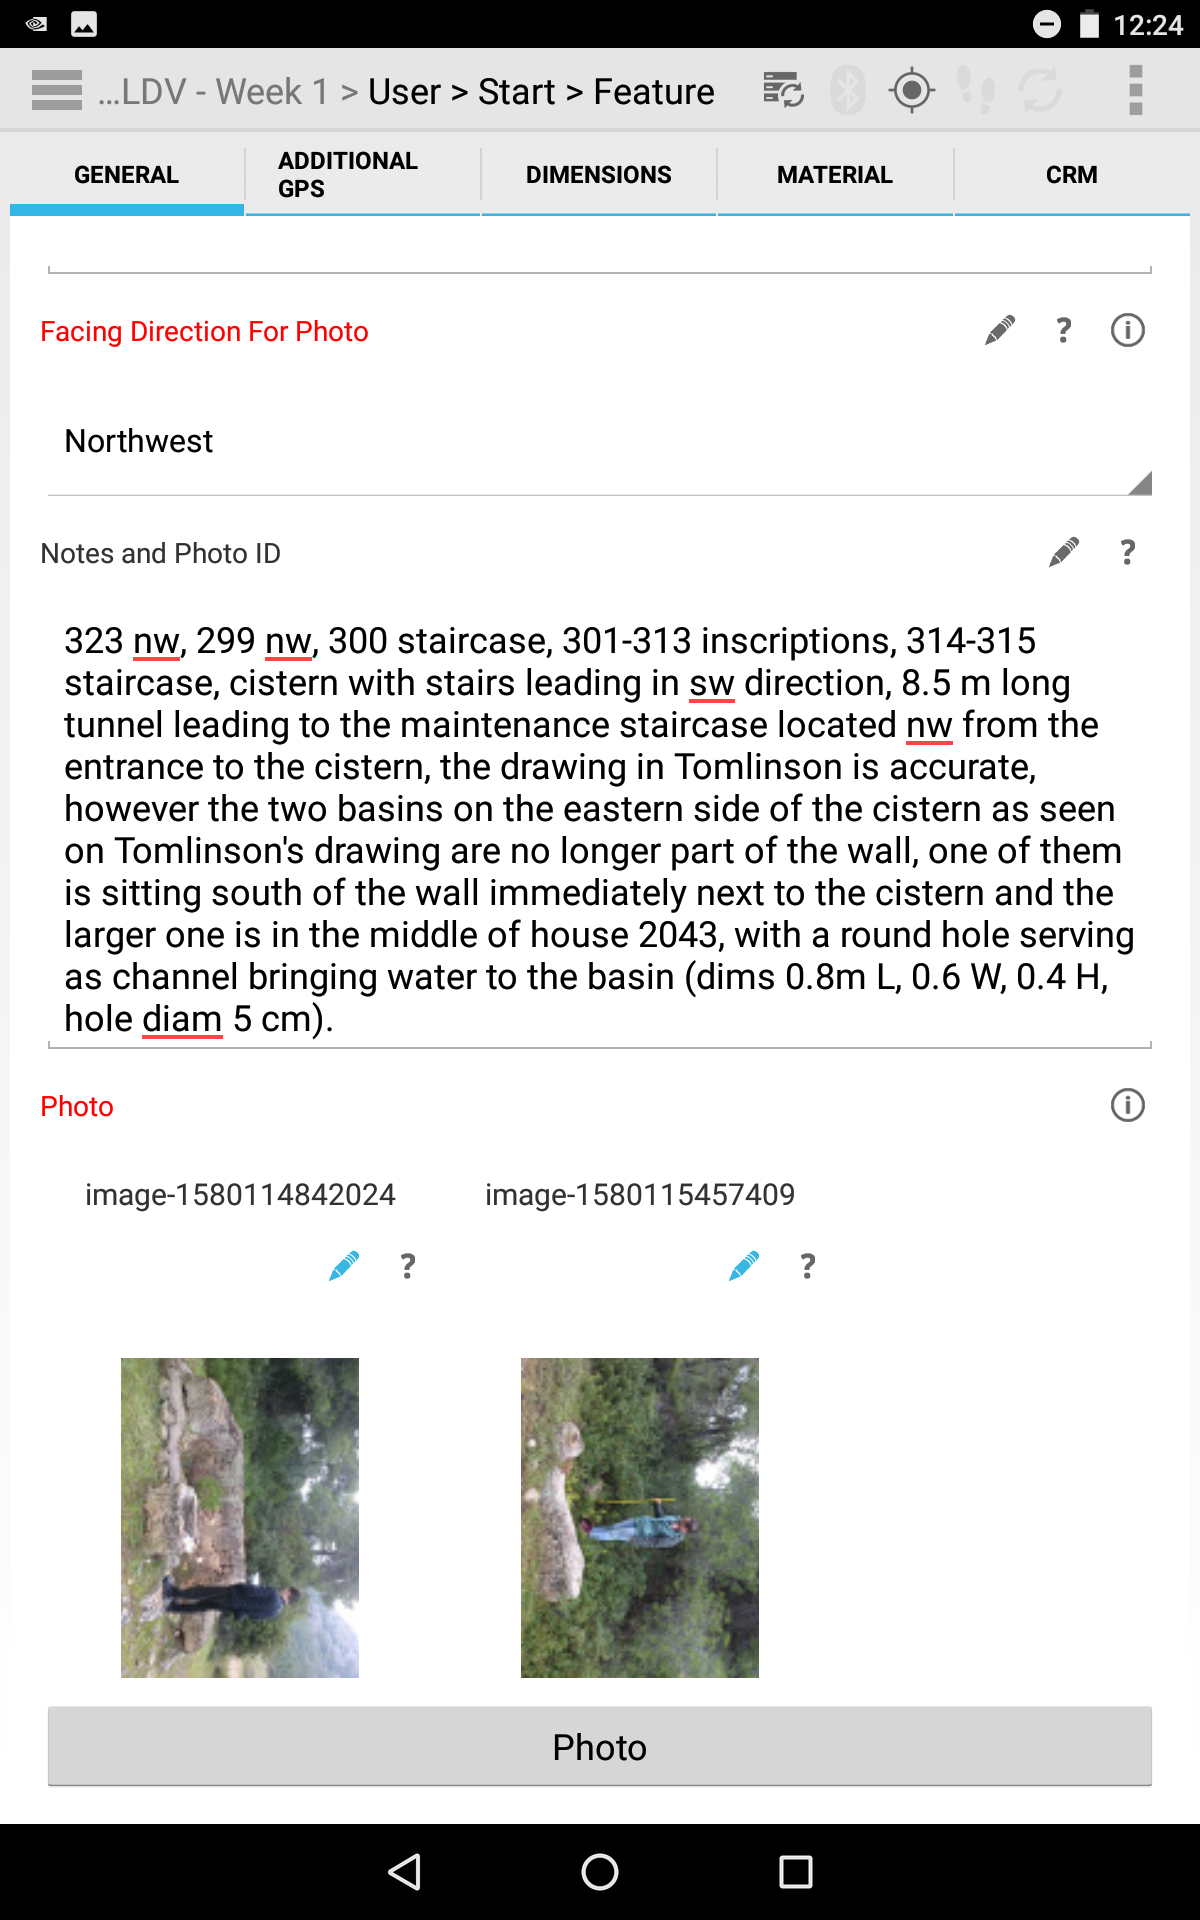 12:24
...LDV - Week 1 > User > Start > Feature
GENERAL
ADDITIONAL
GPS
DIMENSIONS
MATERIAL
CRM
Facing Direction For Photo
?
Northwest
Notes and Photo ID
?
323 nw, 299 nw, 300 staircase, 301-313 inscriptions, 314-315
staircase, cistern with stairs leading in sw direction, 8.5 m long
tunnel leading to the maintenance staircase located nw from the
entrance to the cistern, the drawing in Tomlinson is accurate,
however the two basins on the eastern side of the cistern as seen
on Tomlinson's drawing are no longer part of the wall, one of them
is sitting south of the wall immediately next to the cistern and the
larger one is in the middle of house 2043, with a round hole serving
as channel bringing water to the basin (dims 0.8m L, 0.6 W, 0.4 H,
hole diam 5 cm).
Photo
image-1580114842024
image-1580115457409
?
?
Photo